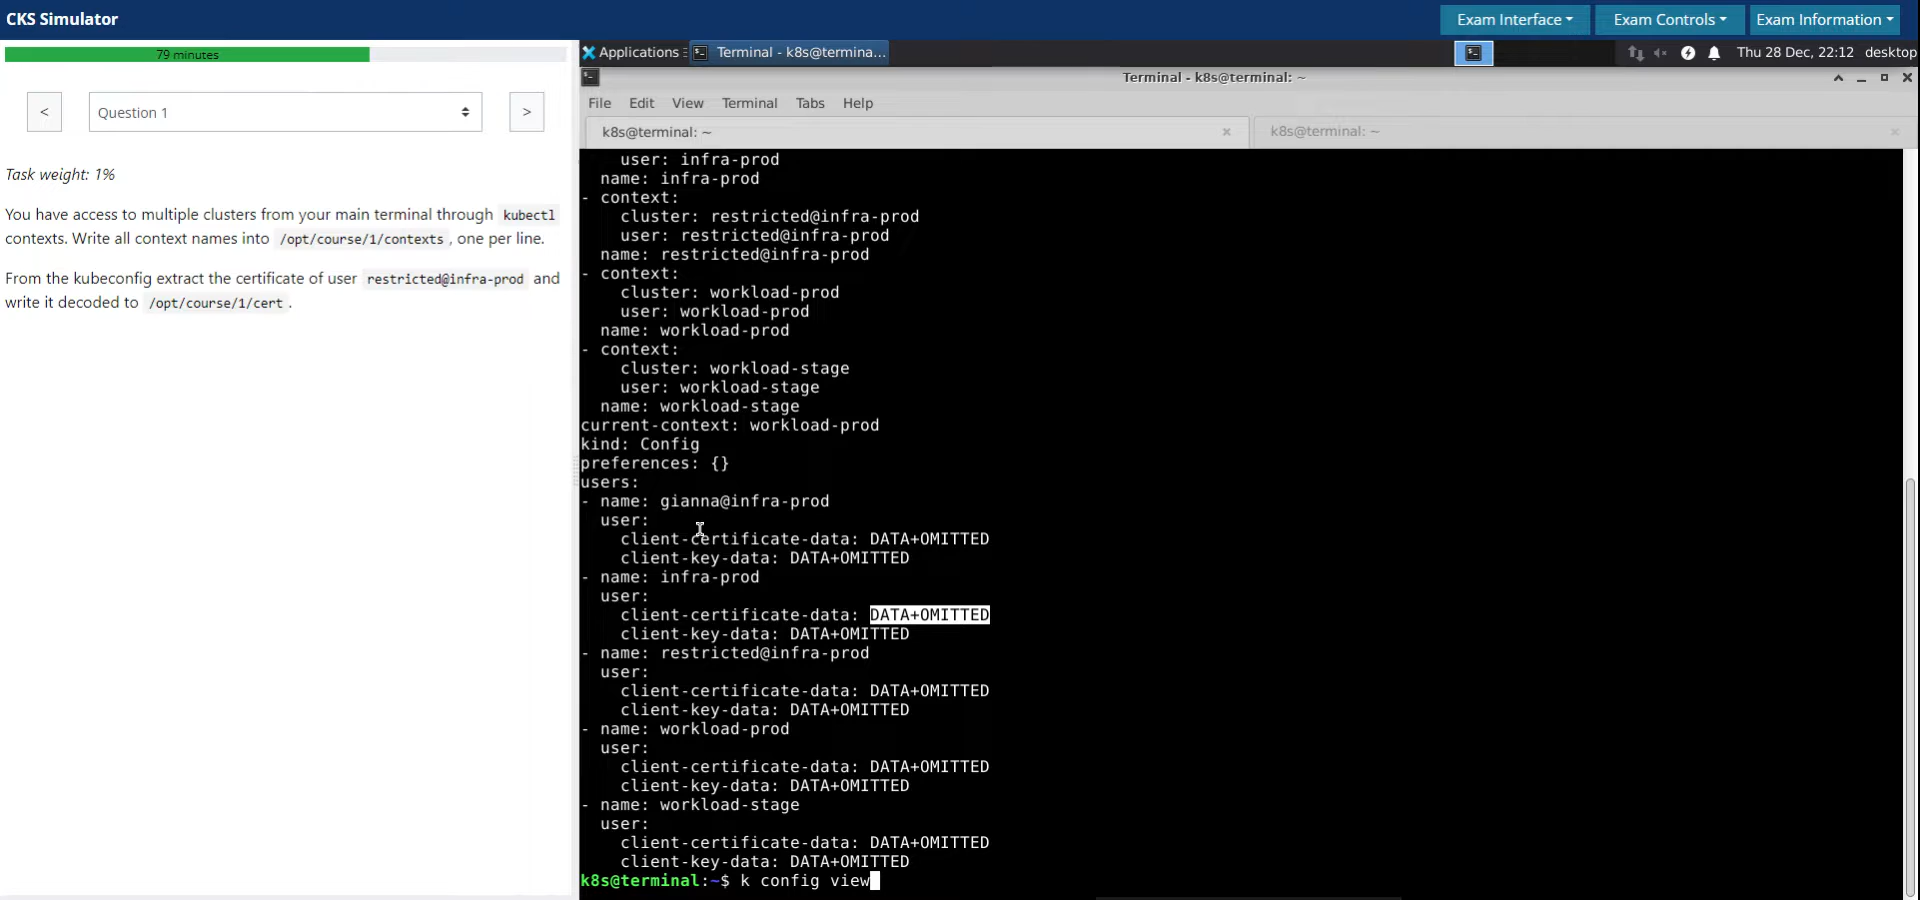 CKS Simulator
Exam Interface
Exam Controls
Exam Information
79 minutes
<
Question 1
>
Task weight: 1%
You have access to multiple clusters from your main terminal through kubectl
contexts. Write all context names into /opt/course/1/contexts , one per line.
From the kubeconfig extract the certificate of user restricted@infra-prod and
write it decoded to /opt/course/1/cert .
Applications
Terminal - k8s@termina...
Thu 28 Dec, 22:12 desktop
Terminal - k8s@terminal: ~
File Edit View Terminal Tabs Help
k8s@terminal: ~
k8s@terminal: ~
    user: infra-prod
  name: infra-prod
- context:
    cluster: restricted@infra-prod
    user: restricted@infra-prod
  name: restricted@infra-prod
- context:
    cluster: workload-prod
    user: workload-prod
  name: workload-prod
- context:
    cluster: workload-stage
    user: workload-stage
  name: workload-stage
current-context: workload-prod
kind: Config
preferences: {}
users:
- name: gianna@infra-prod
  user:
    client-certificate-data: DATA+OMITTED
    client-key-data: DATA+OMITTED
- name: infra-prod
  user:
    client-certificate-data: DATA+OMITTED
    client-key-data: DATA+OMITTED
- name: restricted@infra-prod
  user:
    client-certificate-data: DATA+OMITTED
    client-key-data: DATA+OMITTED
- name: workload-prod
  user:
    client-certificate-data: DATA+OMITTED
    client-key-data: DATA+OMITTED
- name: workload-stage
  user:
    client-certificate-data: DATA+OMITTED
    client-key-data: DATA+OMITTED
k8s@terminal:~$ k config view